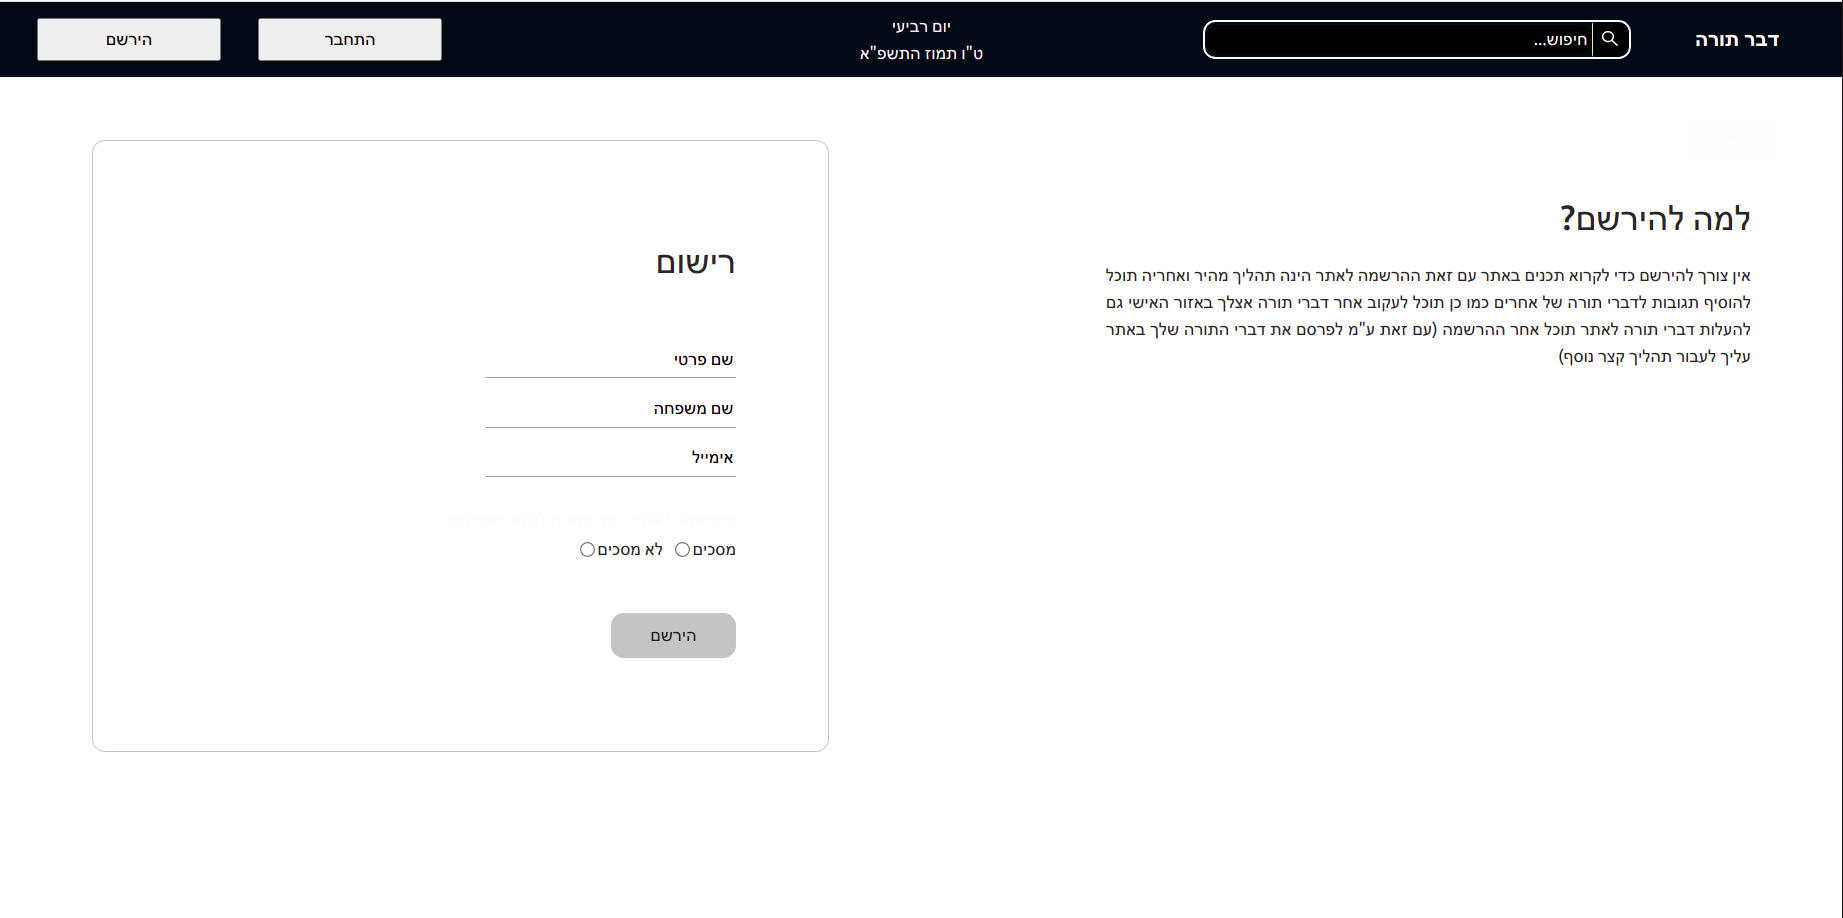 דבר תורה
חיפוש...
יום רביעי
ט"ו תמוז התשפ"א
התחבר
הירשם
למה להירשם?
אין צורך להירשם כדי לקרוא תכנים באתר עם זאת ההרשמה לאתר הינה תהליך מהיר ואחריה תוכל
להוסיף תגובות לדברי תורה של אחרים כמו כן תוכל לעקוב אחר דברי תורה אצלך באזור האישי גם
להעלות דברי תורה לאתר תוכל אחר ההרשמה (עם זאת ע"מ לפרסם את דברי התורה שלך באתר
עליך לעבור תהליך קצר נוסף)
רישום
שם פרטי
שם משפחה
אימייל
מסכים
לא מסכים
הירשם